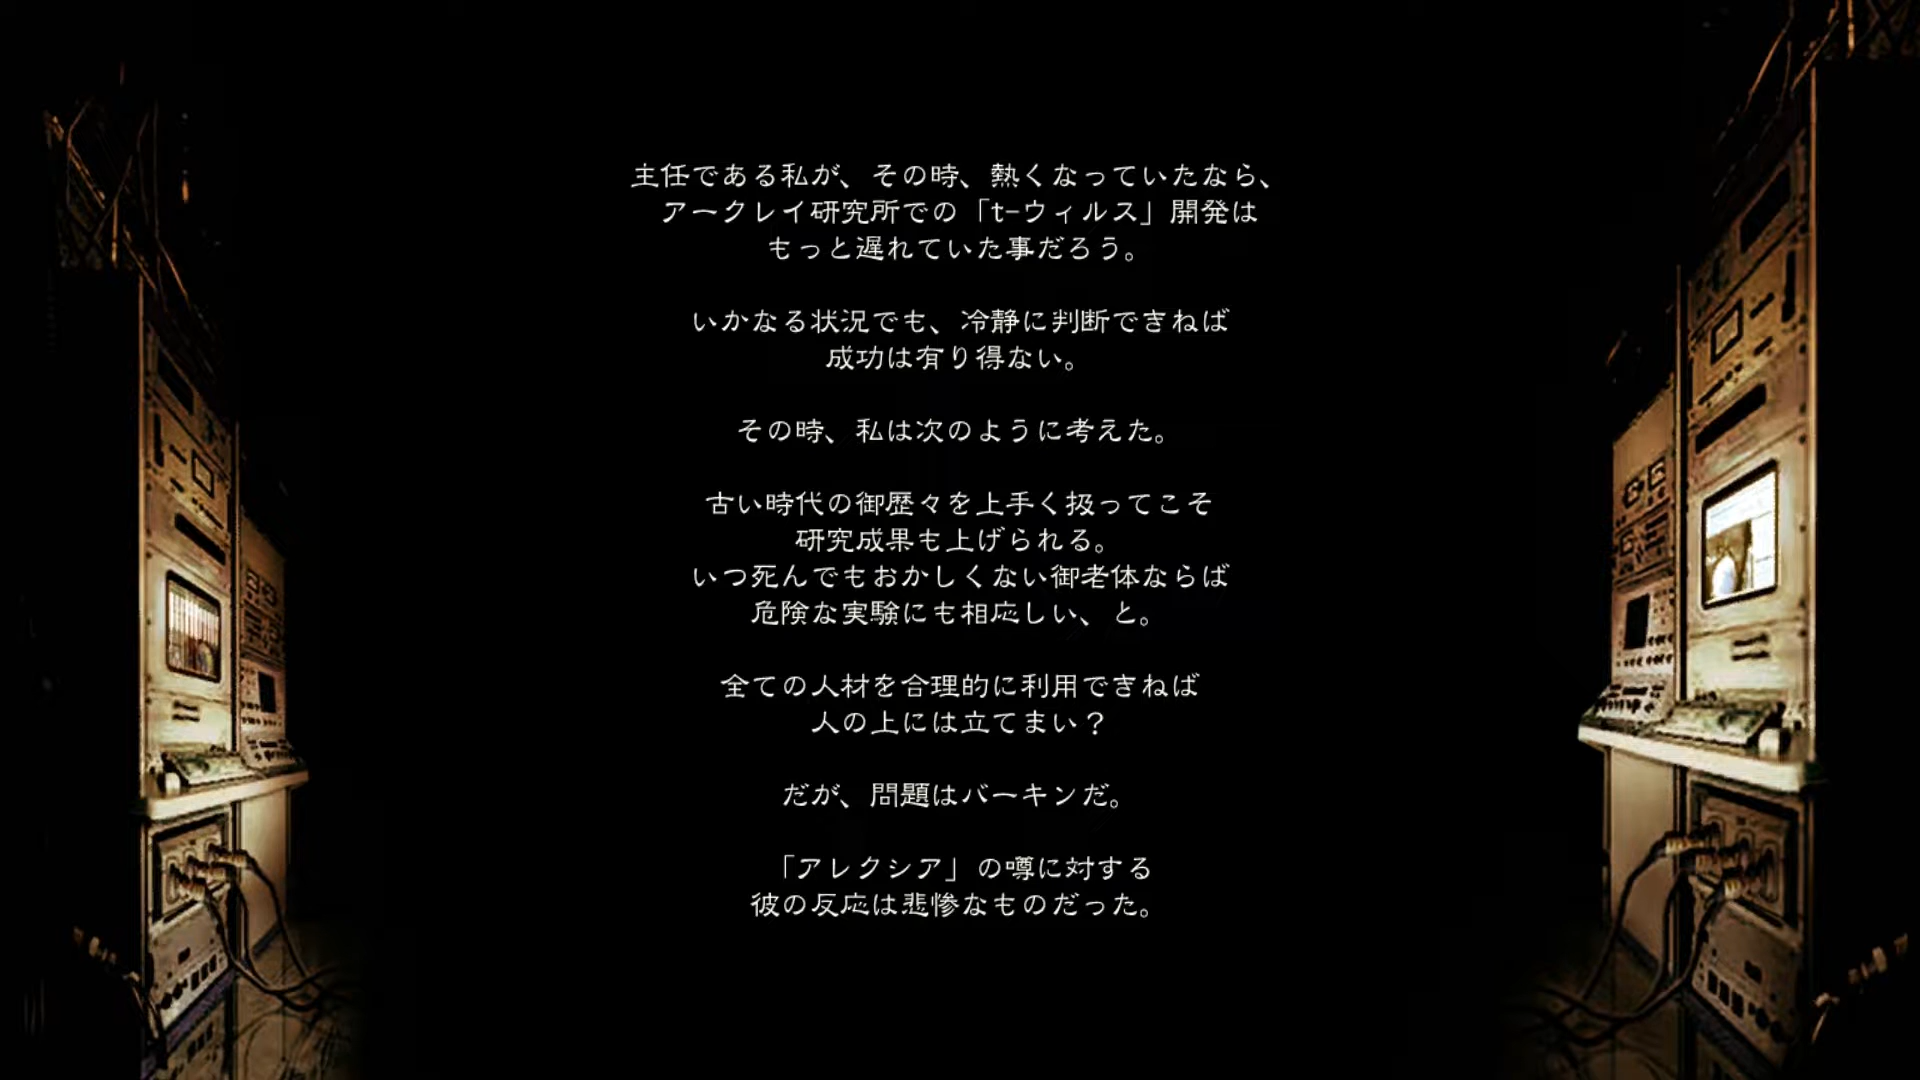 主任である私が、その時、熱くなっていたなら、
アークレイ研究所での「t-ウィルス」開発は
もっと遅れていた事だろう。
いかなる状況でも、冷静に判断できねば
成功は有り得ない。
その時、私は次のように考えた。
古い時代の御歴々を上手く扱ってこそ
研究成果も上げられる。
いつ死んでもおかしくない御老体ならば
危険な実験にも相応しい、と。
全ての人材を合理的に利用できねば
人の上には立てまい？
だが、問題はバーキンだ。
「アレクシア」の噂に対する
彼の反応は悲惨なものだった。